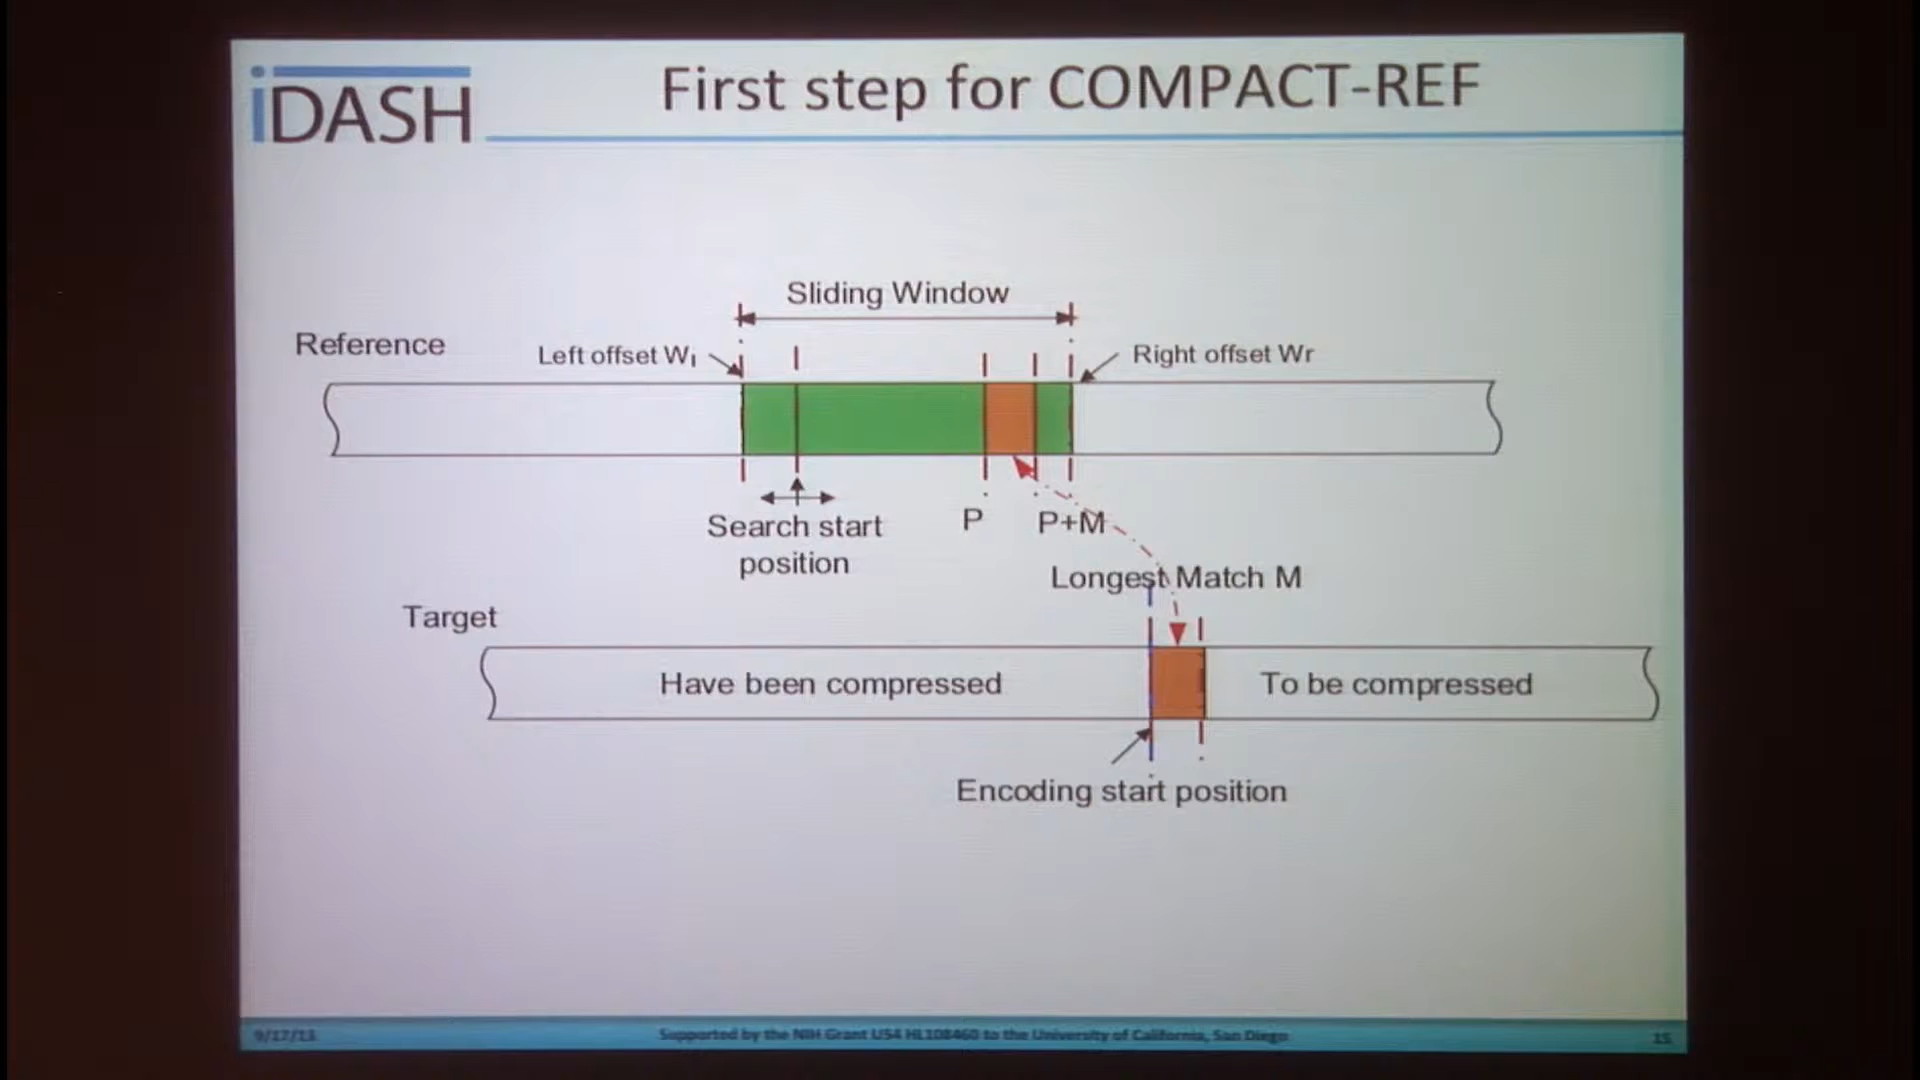 iDASH
First step for COMPACT-REF
Sliding Window
Reference
Left offset Wl
Right offset Wr
Search start
position
P
P+M
Longest Match M
Target
Have been compressed
To be compressed
Encoding start position
9/17/13
Supported by the NIH Grant U54 HL108460 to the University of California, San Diego
15